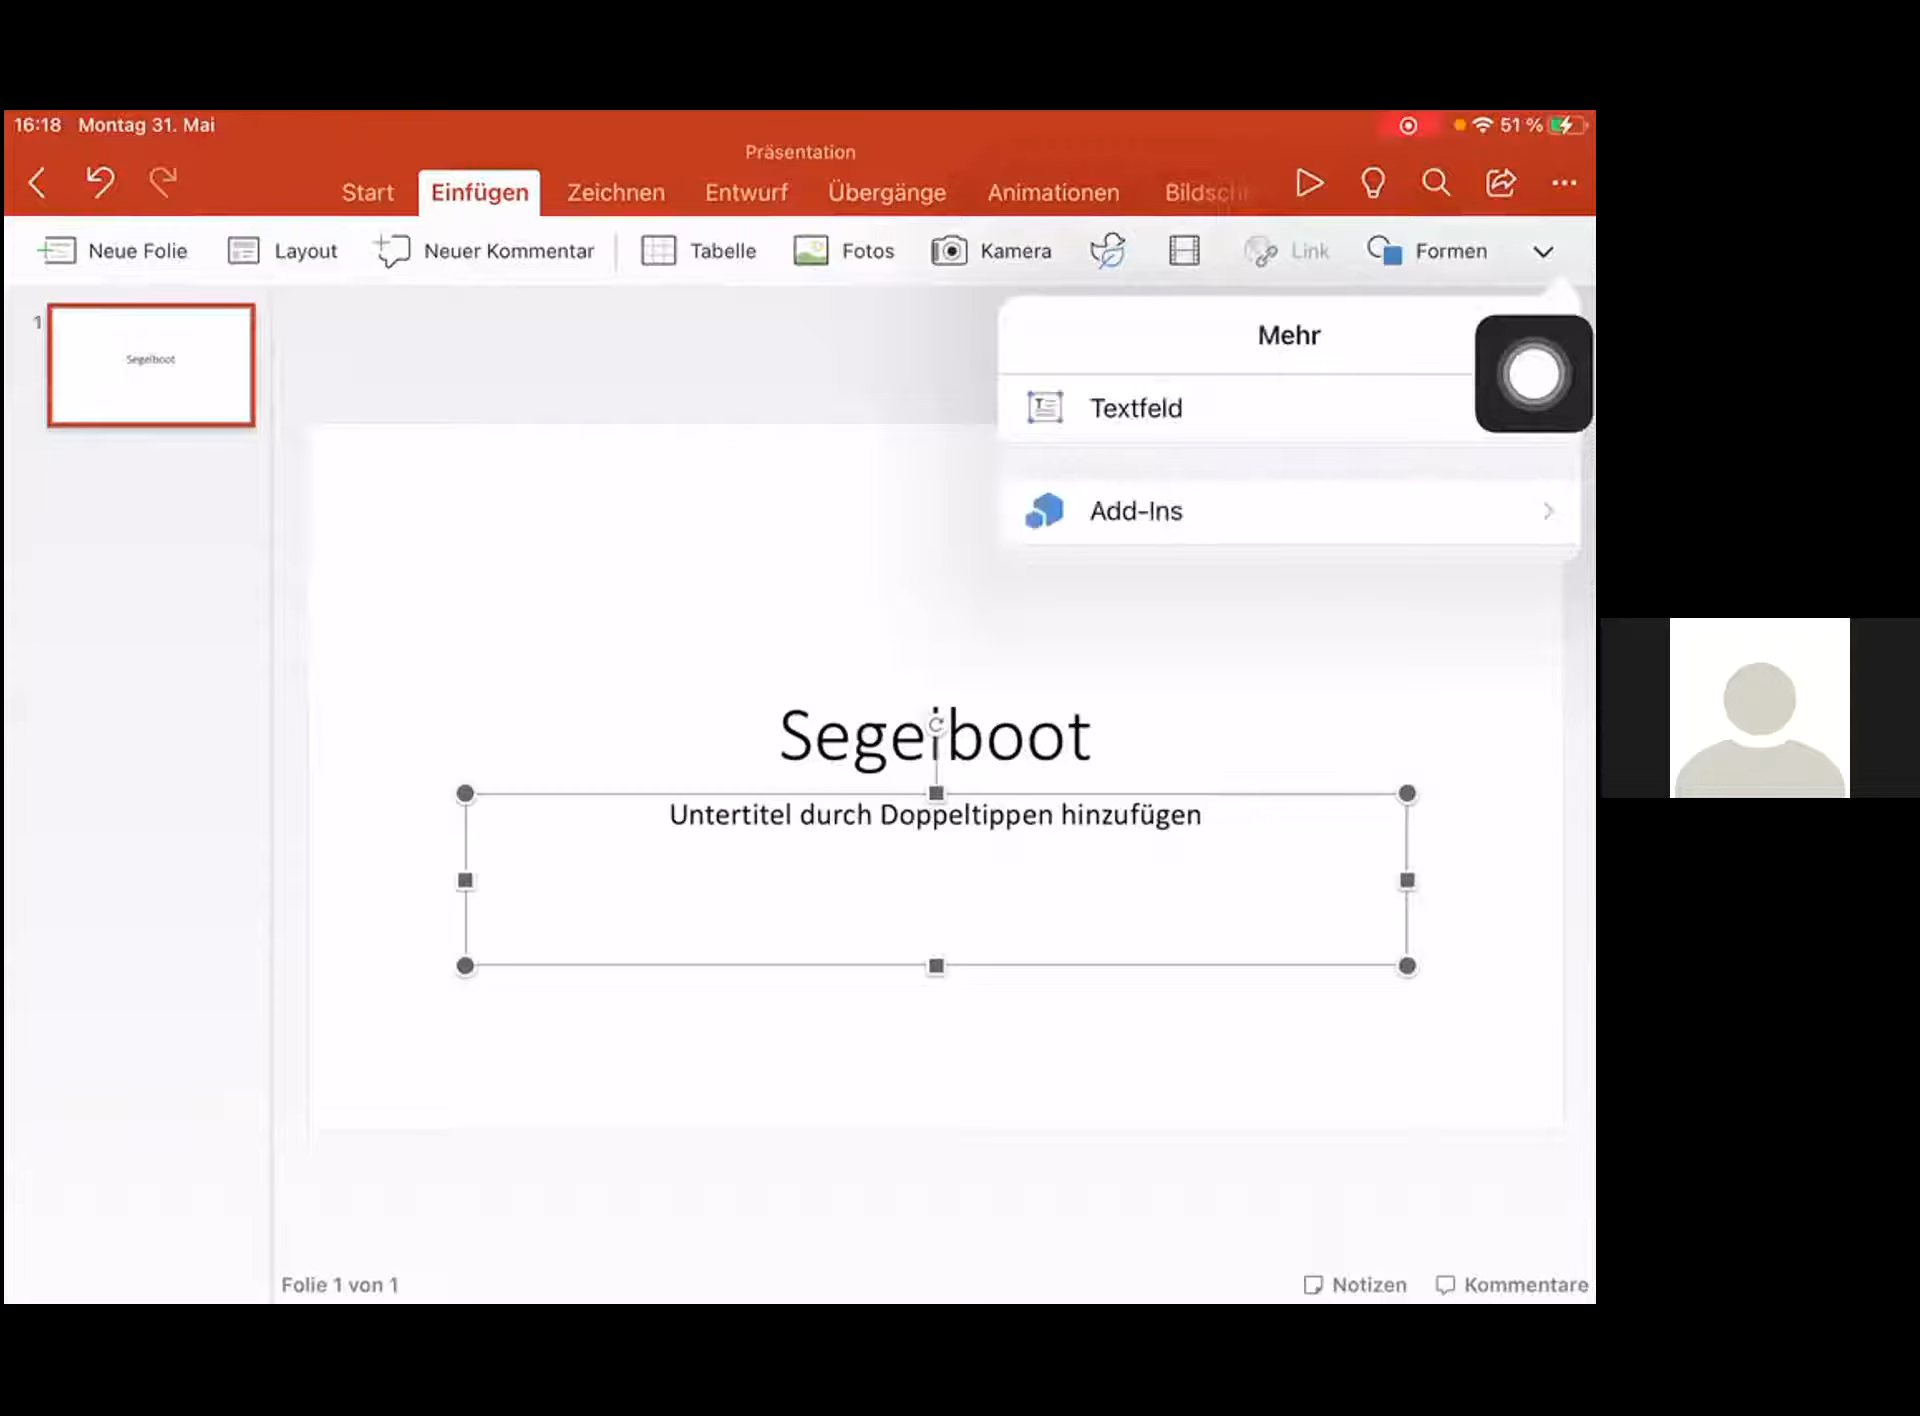 16:18 Montag 31. Mai
51 %
Präsentation
Start Einfügen Zeichnen Entwurf Übergänge Animationen Bildschi
Neue Folie Layout Neuer Kommentar Tabelle Fotos Kamera Link Formen
Mehr
Textfeld
Add-Ins
1
Segelboot
Segelboot
Untertitel durch Doppeltippen hinzufügen
Folie 1 von 1
Notizen Kommentare